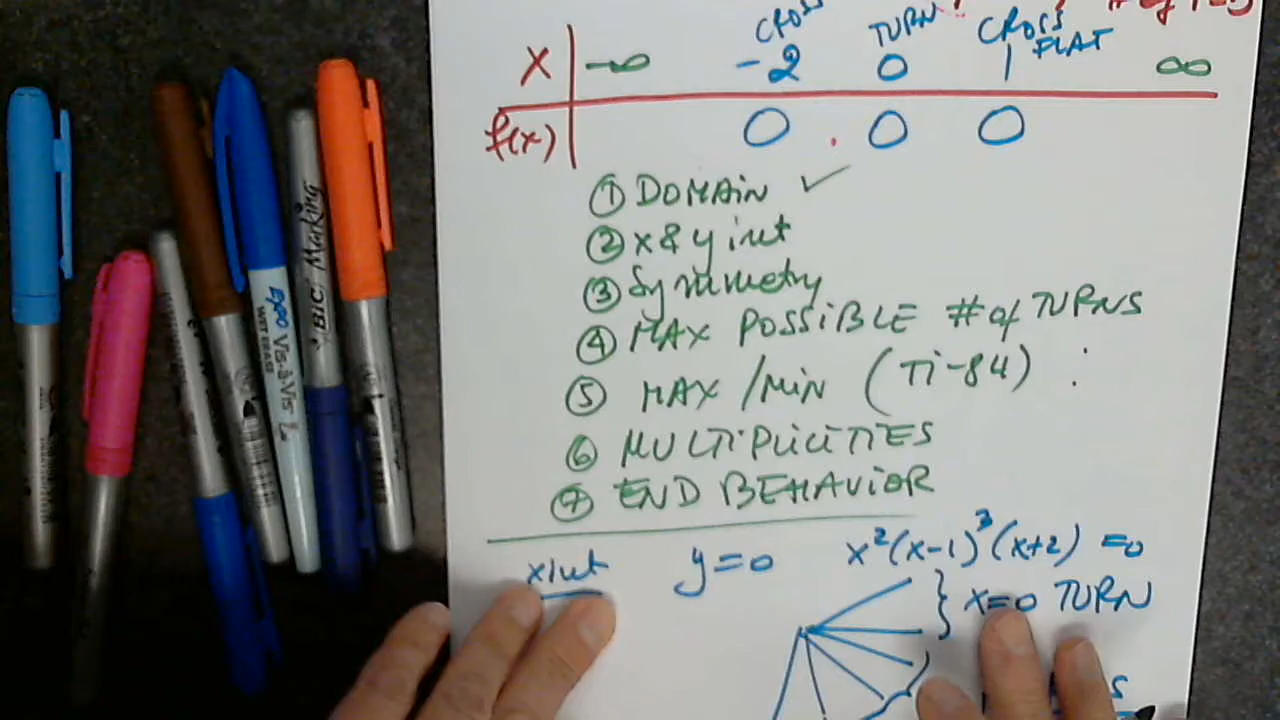 CROSS TURN CROSS
FLAT
X -∞ -2 0 1 ∞
f(x) 0 0 0
① DOMAIN ✓
② x & y int
③ Symmetry
④ MAX POSSIBLE # of TURNS
⑤ MAX/MIN (Ti-84)
⑥ MULTIPLICITIES
⑦ END BEHAVIOR
x int y=0 x²(x-1)³(x+2) =0
x=0 TURN
BIC Marking
EXPO Vis-à-Vis
WET ERASE